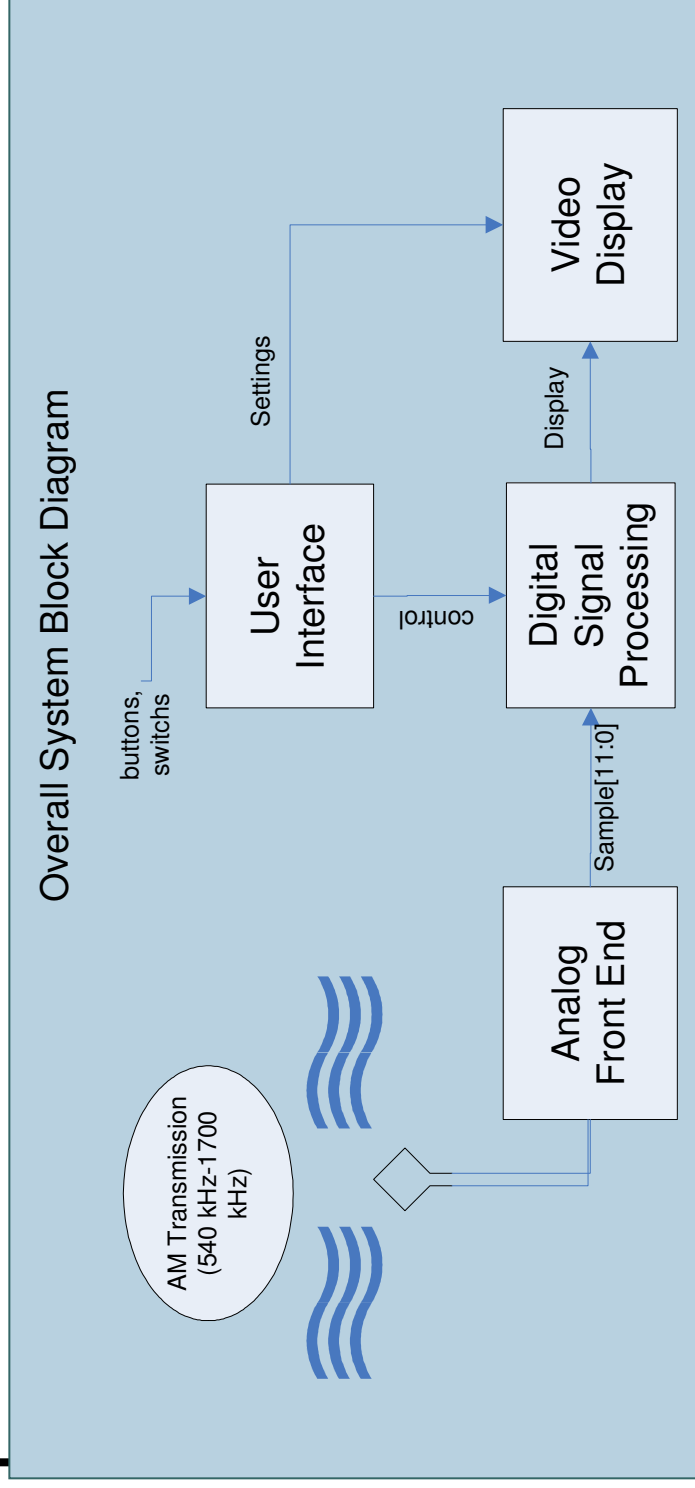 Overall System Block Diagram
AM Transmission
(540 kHz-1700
kHz)
buttons,
switchs
User
Interface
Settings
control
Analog
Front End
Sample[11:0]
Digital
Signal
Processing
Display
Video
Display